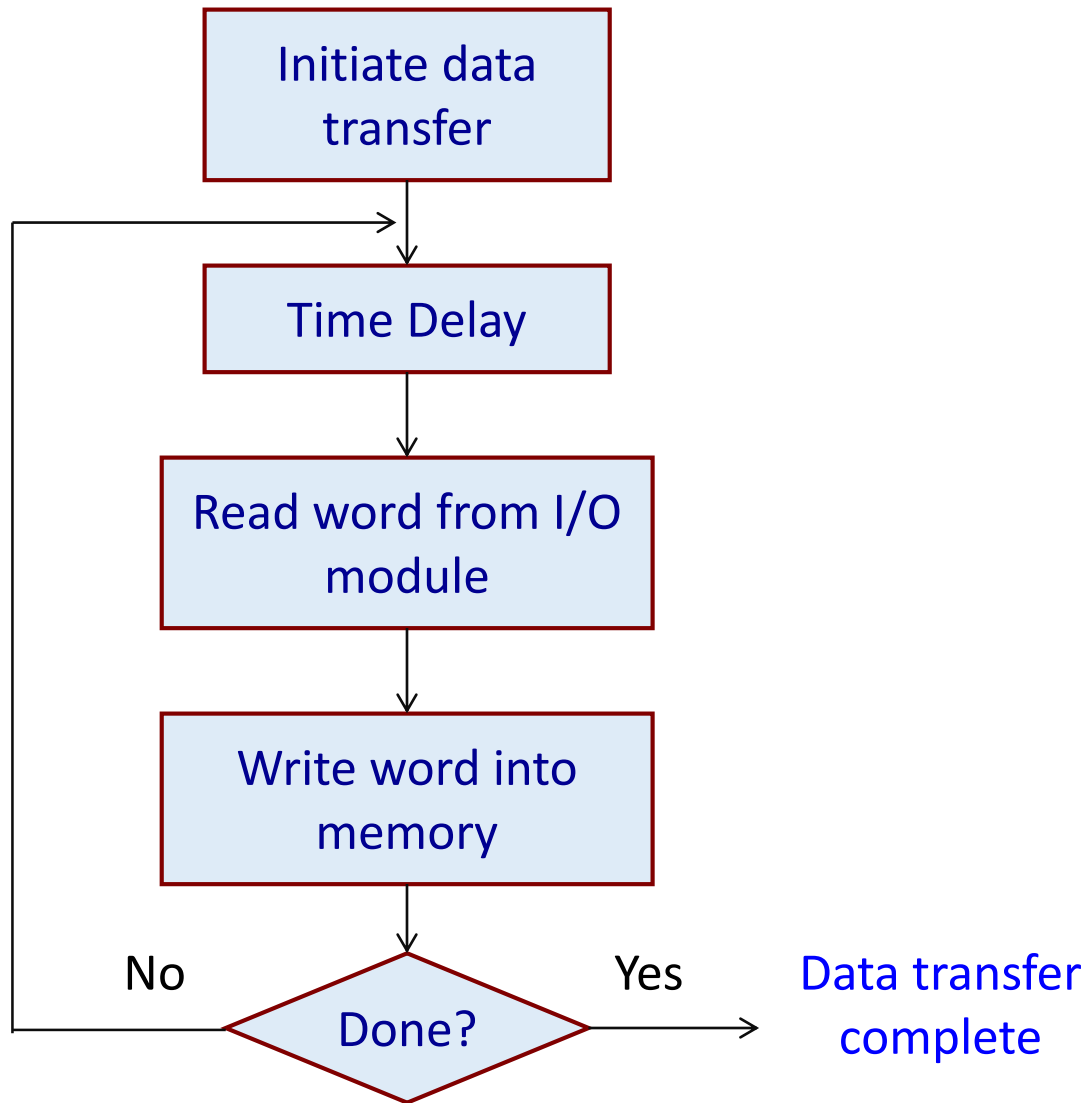 Initiate data
transfer
Time Delay
Read word from I/O
module
Write word into
memory
No
Done?
Yes
Data transfer
complete